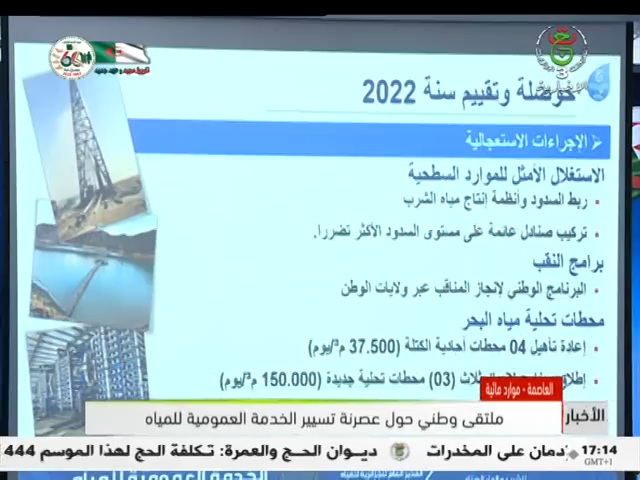 حوصلة وتقييم سنة 2022
الإجراءات الاستعجالية
الاستغلال الأمثل للموارد السطحية
ربط السدود وأنظمة إنتاج مياه الشرب
تركيب صنادل عائمة على مستوى السدود الأكثر تضررا.
برامج النقب
البرنامج الوطني لإنجاز المناقب عبر ولايات الوطن
محطات تحلية مياه البحر
إعادة تأهيل 04 محطات أحادية الكتلة (37.500 م³/يوم)
(03) محطات تحلية جديدة (150.000 م³/يوم)
العاصمة - موارد مائية
الأخبار
ملتقى وطني حول عصرنة تسيير الخدمة العمومية للمياه
دمان على المخدرات
ديـوان الحـج والعمرة: تـكلفة الحج لهذا الموسم 444
17:14
GMT+1